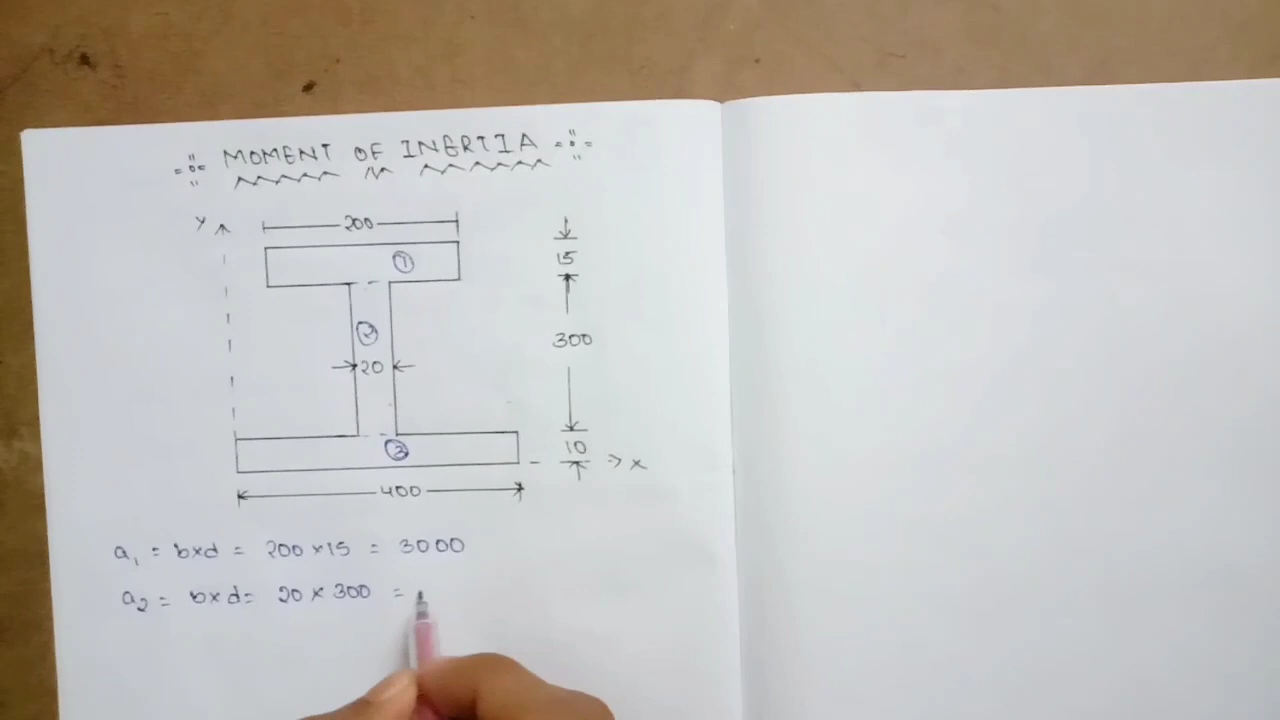 MOMENT OF INERTIA
Y
200
1
15
2
300
20
3
10
→ x
400
a₁ = b×d = 200 × 15 = 3000
a₂ = b×d = 20 × 300 =